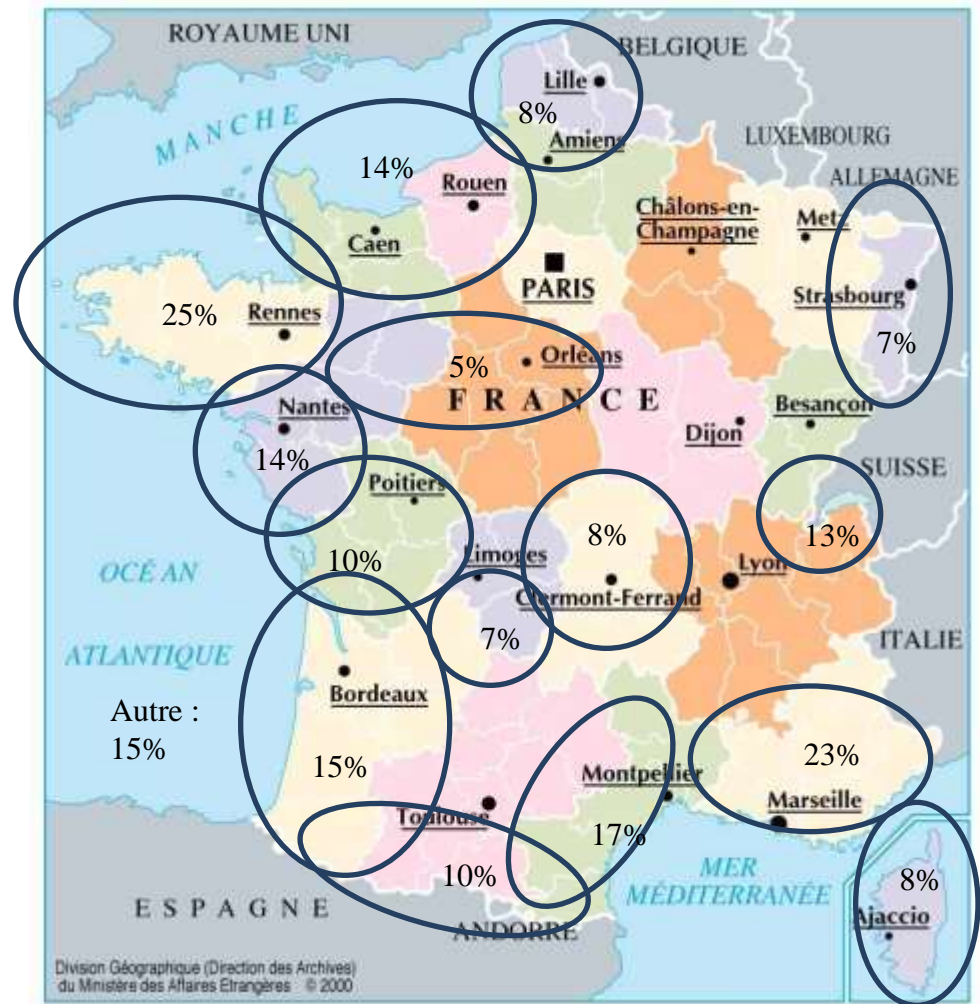 ROYAUME UNI
BELGIQUE
Lille
8%
MANCHE
Amiens
LUXEMBOURG
14%
ALLEMAGNE
Rouen
Châlons-en-
Champagne
Metz
Caen
PARIS
Strasbourg
25%
Rennes
7%
5%
Orléans
FRANCE
Nantes
Besançon
Dijon
14%
SUISSE
Poitiers
8%
13%
10%
Limoges
Lyon
OCÉ AN
Clermont-Ferrand
7%
ITALIE
ATLANTIQUE
Bordeaux
Autre :
15%
15%
23%
Montpellier
Marseille
Toulouse
17%
MER
MÉDITERRANÉE
10%
8%
ESPAGNE
Ajaccio
ANDORRE
Division Géographique (Direction des Archives)
du Ministère des Affaires Etrangères © 2000